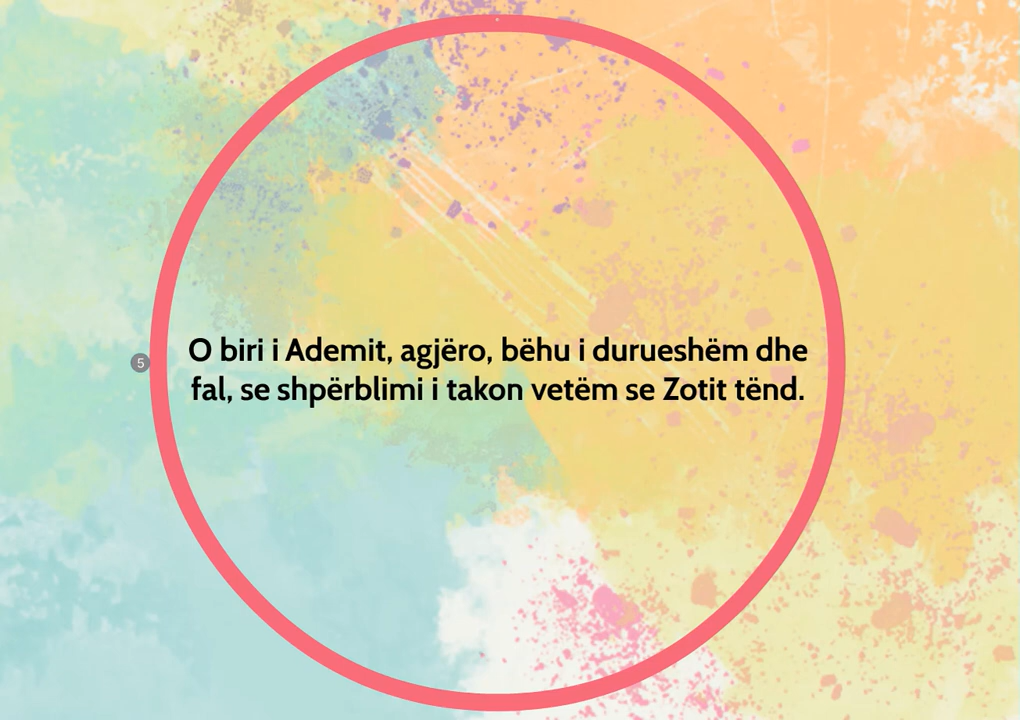 O biri i Ademit, agjëro, bëhu i durueshëm dhe
fal, se shpërblimi i takon vetëm se Zotit tënd.
5